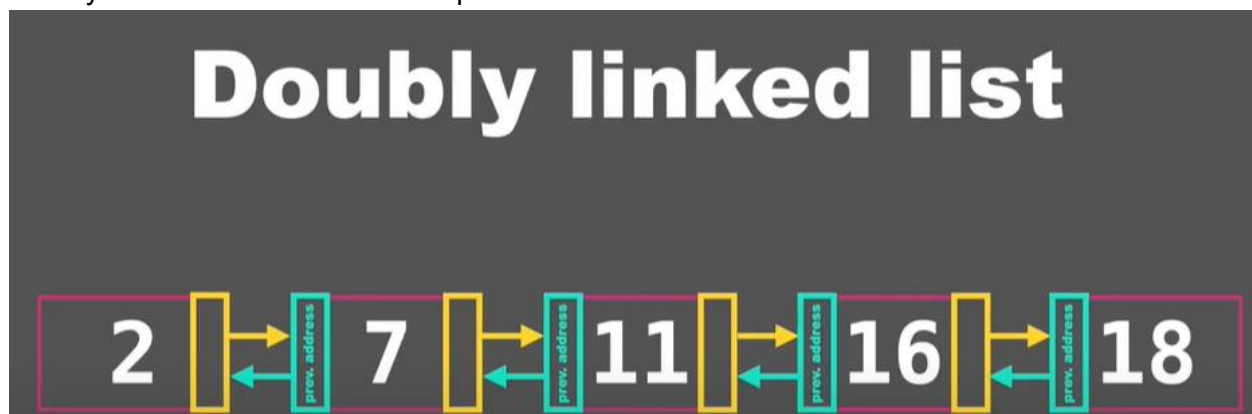 Doubly linked list
2 prev. address 7 prev. address 11 prev. address 16 prev. address 18